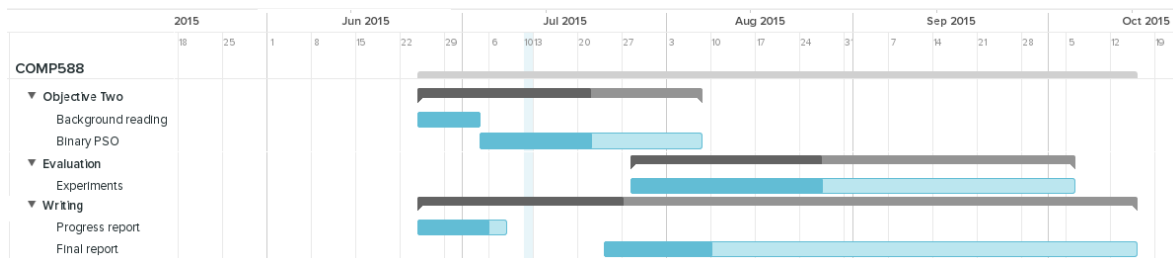 2015 Jun 2015 Jul 2015 Aug 2015 Sep 2015 Oct 2015
18 25 1 8 15 22 29 6 10 13 20 27 3 10 17 24 31 7 14 21 28 5 12 19
COMP588
Objective Two
Background reading
Binary PSO
Evaluation
Experiments
Writing
Progress report
Final report